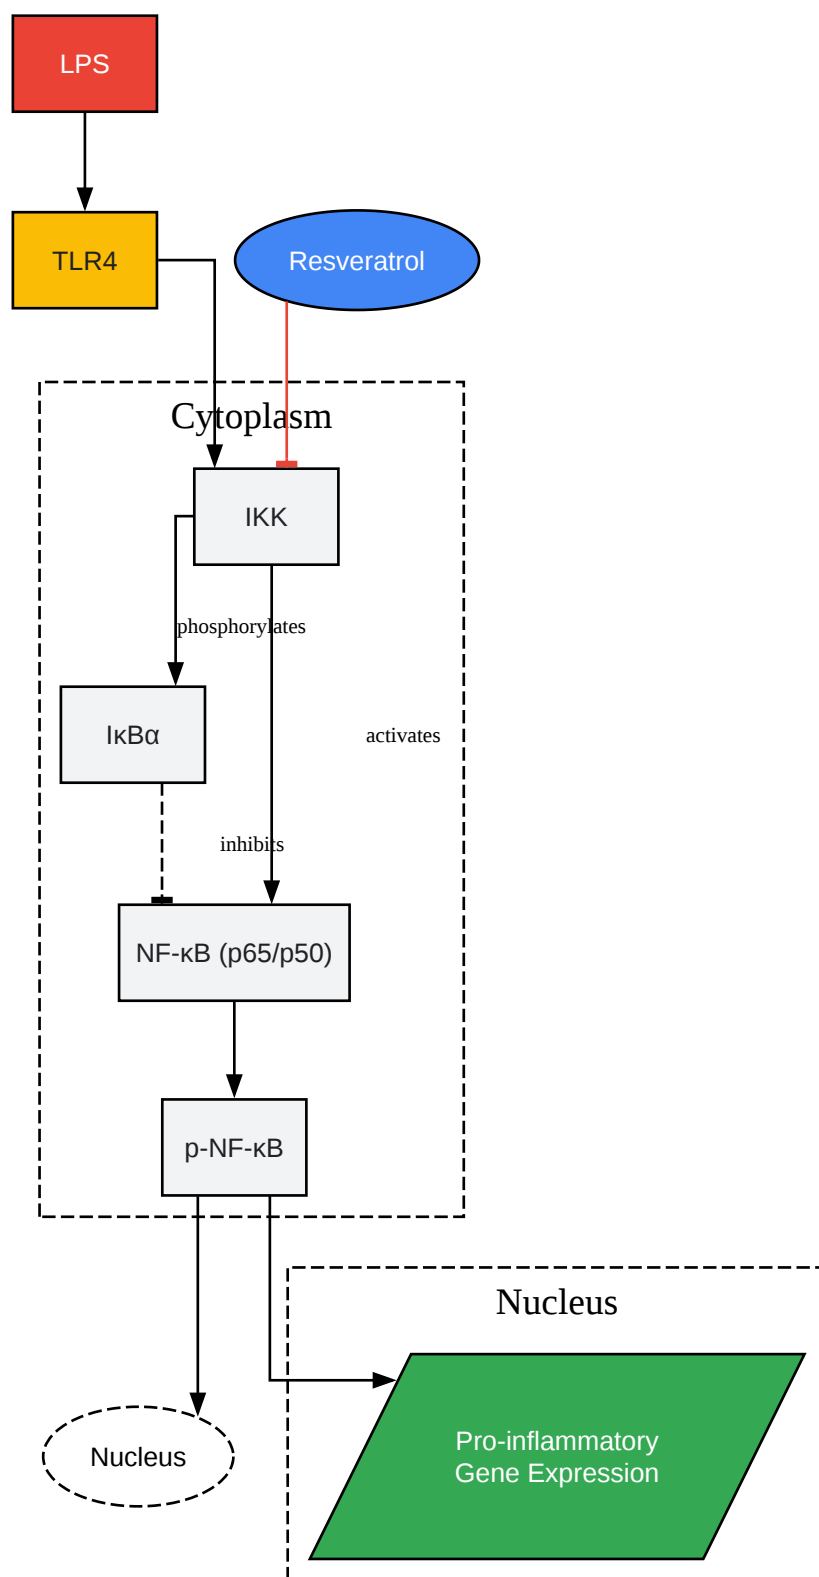 LPS
TLR4
Resveratrol
Cytoplasm
IKK
phosphorylates
IκBα
activates
inhibits
NF-κB (p65/p50)
p-NF-κB
Nucleus
Pro-inflammatory
Gene Expression
Nucleus